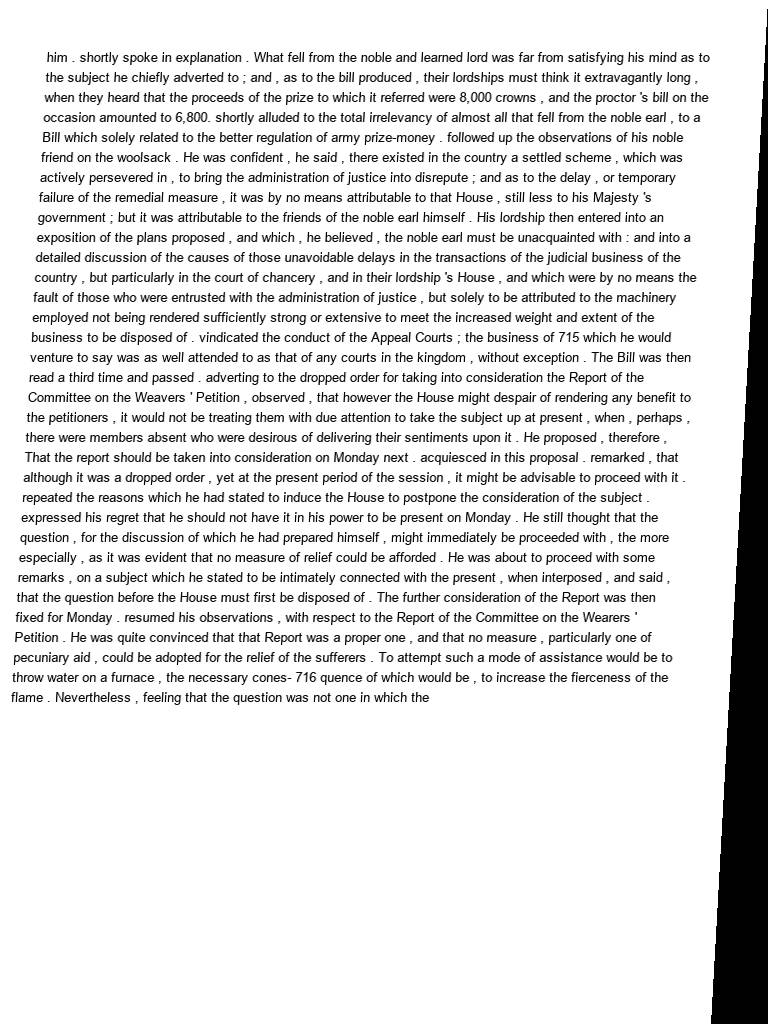 him . shortly spoke in explanation . What fell from the noble and learned lord was far from satisfying his mind as to
the subject he chiefly adverted to ; and , as to the bill produced , their lordships must think it extravagantly long ,
when they heard that the proceeds of the prize to which it referred were 8,000 crowns , and the proctor 's bill on the
occasion amounted to 6,800. shortly alluded to the total irrelevancy of almost all that fell from the noble earl , to a
Bill which solely related to the better regulation of army prize-money . followed up the observations of his noble
friend on the woolsack . He was confident , he said , there existed in the country a settled scheme , which was
actively persevered in , to bring the administration of justice into disrepute ; and as to the delay , or temporary
failure of the remedial measure , it was by no means attributable to that House , still less to his Majesty 's
government ; but it was attributable to the friends of the noble earl himself . His lordship then entered into an
exposition of the plans proposed , and which , he believed , the noble earl must be unacquainted with : and into a
detailed discussion of the causes of those unavoidable delays in the transactions of the judicial business of the
country , but particularly in the court of chancery , and in their lordship 's House , and which were by no means the
fault of those who were entrusted with the administration of justice , but solely to be attributed to the machinery
employed not being rendered sufficiently strong or extensive to meet the increased weight and extent of the
business to be disposed of . vindicated the conduct of the Appeal Courts ; the business of 715 which he would
venture to say was as well attended to as that of any courts in the kingdom , without exception . The Bill was then
read a third time and passed . adverting to the dropped order for taking into consideration the Report of the
Committee on the Weavers ' Petition , observed , that however the House might despair of rendering any benefit to
the petitioners , it would not be treating them with due attention to take the subject up at present , when , perhaps ,
there were members absent who were desirous of delivering their sentiments upon it . He proposed , therefore ,
That the report should be taken into consideration on Monday next . acquiesced in this proposal . remarked , that
although it was a dropped order , yet at the present period of the session , it might be advisable to proceed with it .
repeated the reasons which he had stated to induce the House to postpone the consideration of the subject .
expressed his regret that he should not have it in his power to be present on Monday . He still thought that the
question , for the discussion of which he had prepared himself , might immediately be proceeded with , the more
especially , as it was evident that no measure of relief could be afforded . He was about to proceed with some
remarks , on a subject which he stated to be intimately connected with the present , when interposed , and said ,
that the question before the House must first be disposed of . The further consideration of the Report was then
fixed for Monday . resumed his observations , with respect to the Report of the Committee on the Wearers '
Petition . He was quite convinced that that Report was a proper one , and that no measure , particularly one of
pecuniary aid , could be adopted for the relief of the sufferers . To attempt such a mode of assistance would be to
throw water on a furnace , the necessary cones- 716 quence of which would be , to increase the fierceness of the
flame . Nevertheless , feeling that the question was not one in which the